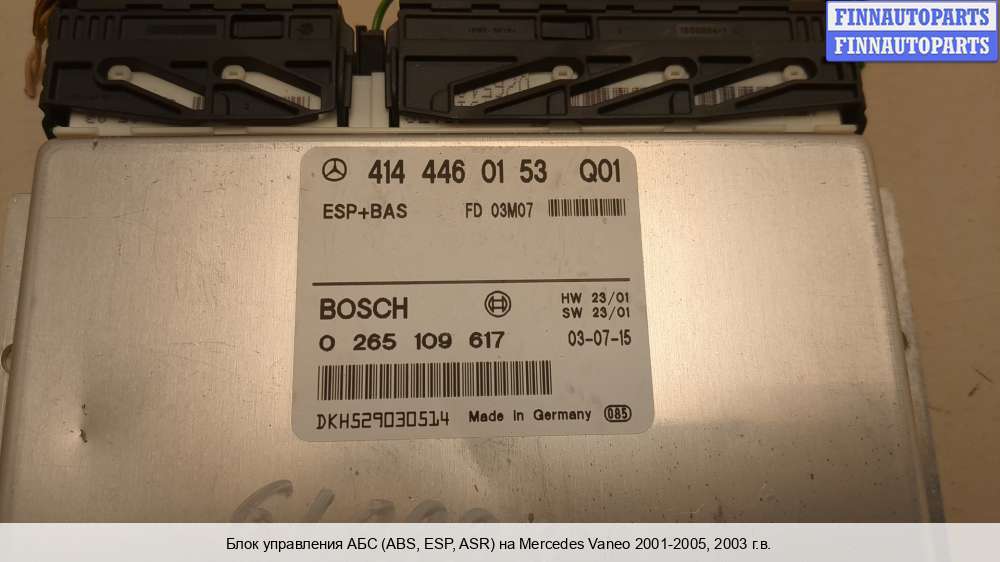 FINNAUTOPARTS
FINNAUTOPARTS
414 446 01 53 Q01
ESP+BAS FD 03M07
BOSCH HW 23/01
SW 23/01
0 265 109 617 03-07-15
DKH529030514 Made in Germany 085
Блок управления АБС (ABS, ESP, ASR) на Mercedes Vaneo 2001-2005, 2003 г.в.